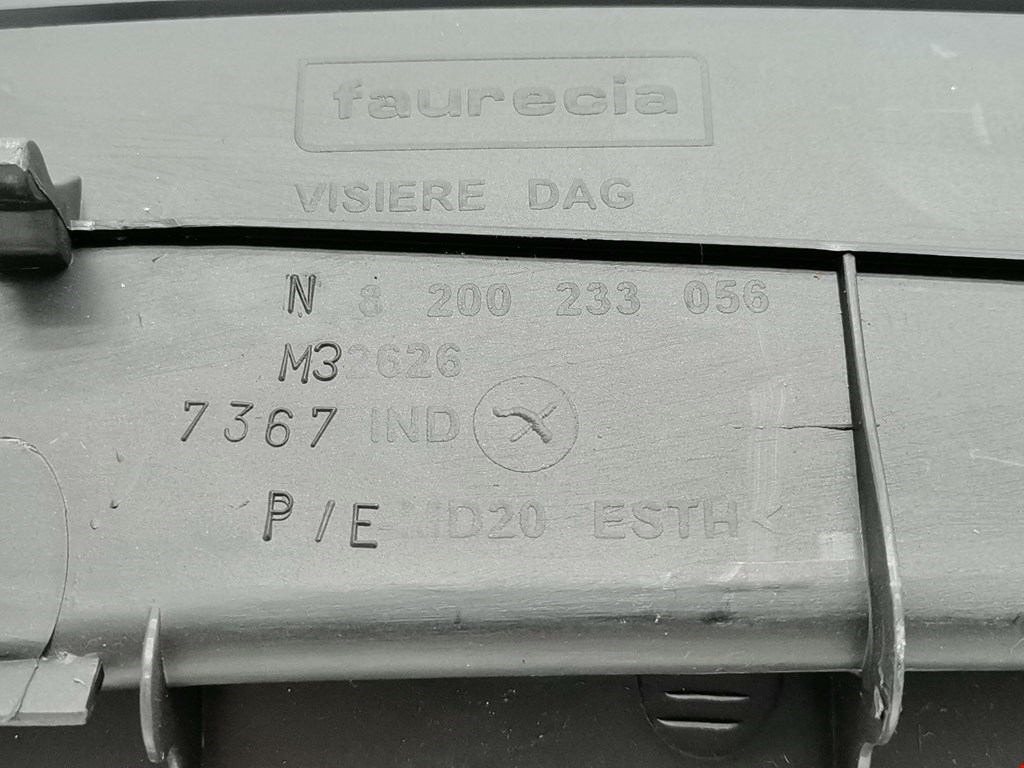 faurecia
VISIERE DAG
N 8 200 233 056
M32626
7367 IND
P/E MD20 ESTH